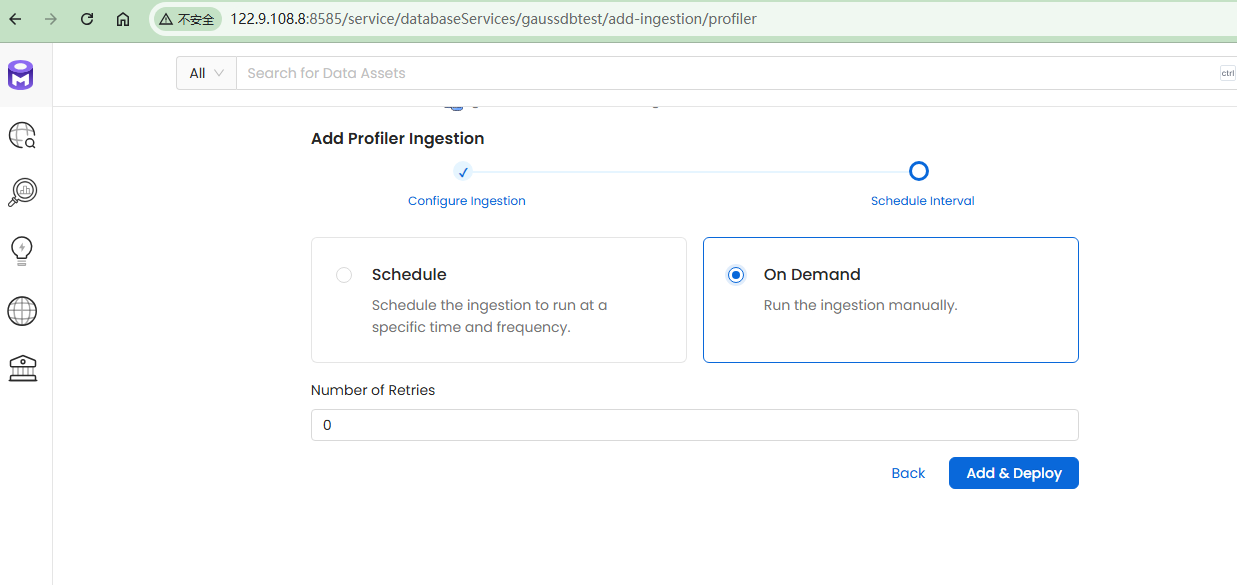 不安全 122.9.108.8:8585/service/databaseServices/gaussdbtest/add-ingestion/profiler
All Search for Data Assets ctrl
Add Profiler Ingestion
Configure Ingestion Schedule Interval
Schedule
Schedule the ingestion to run at a
specific time and frequency.
On Demand
Run the ingestion manually.
Number of Retries
0
Back Add & Deploy